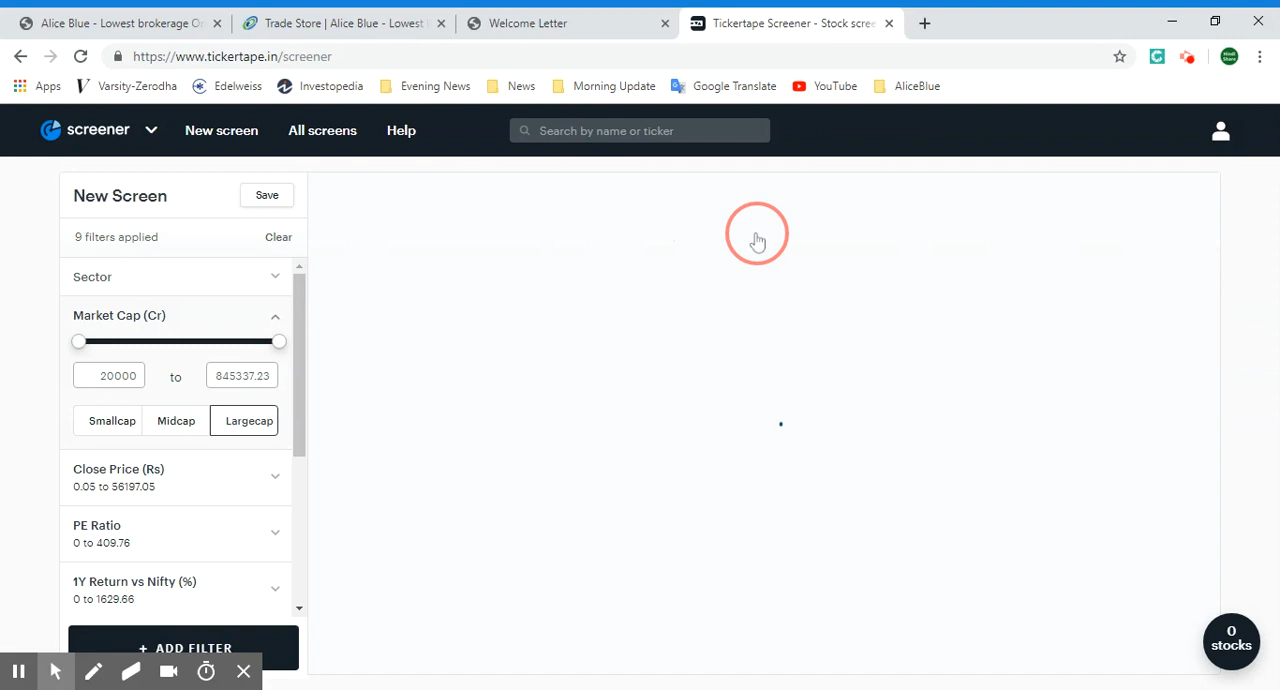 Alice Blue - Lowest brokerage On
Trade Store | Alice Blue - Lowest
Welcome Letter
Tickertape Screener - Stock scree
https://www.tickertape.in/screener
Apps
Varsity-Zerodha
Edelweiss
Investopedia
Evening News
News
Morning Update
Google Translate
YouTube
AliceBlue
screener
New screen
All screens
Help
Search by name or ticker
New Screen
Save
9 filters applied
Clear
Sector
Market Cap (Cr)
20000
to
845337.23
Smallcap
Midcap
Largecap
Close Price (Rs)
0.05 to 56197.05
PE Ratio
0 to 409.76
1Y Return vs Nifty (%)
0 to 1629.66
+ ADD FILTER
0
stocks